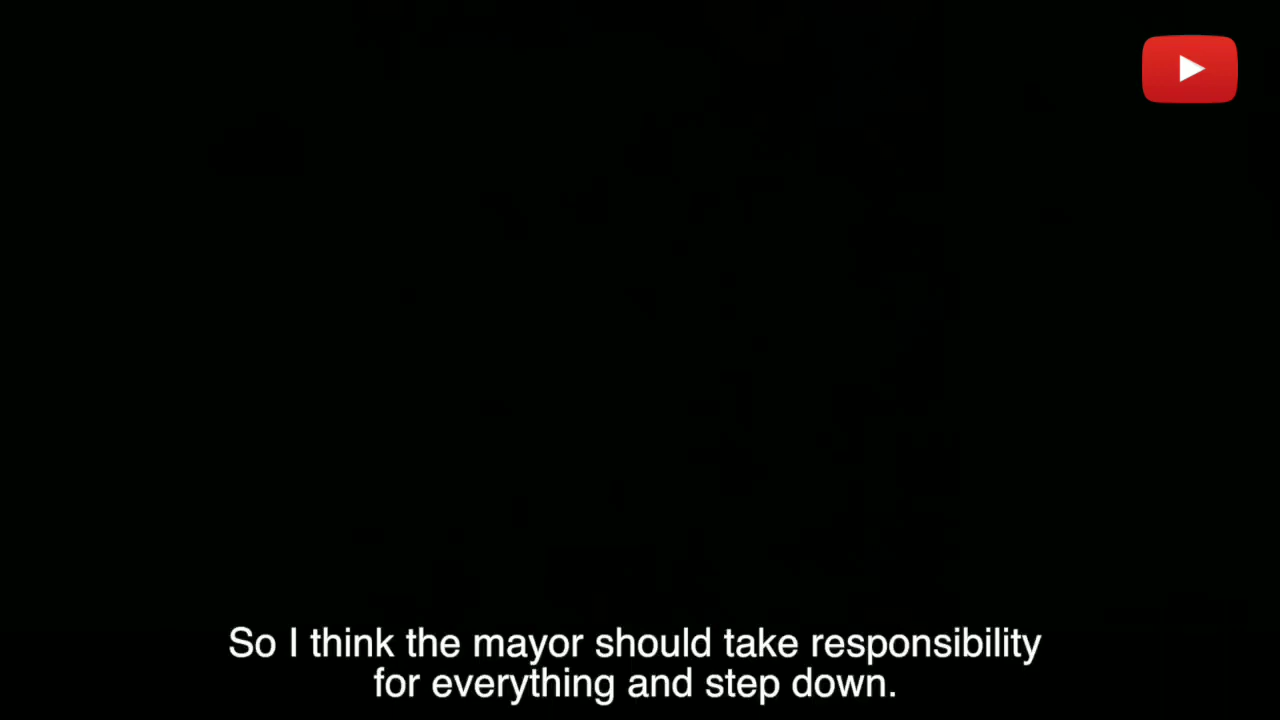 So I think the mayor should take responsibility
for everything and step down.